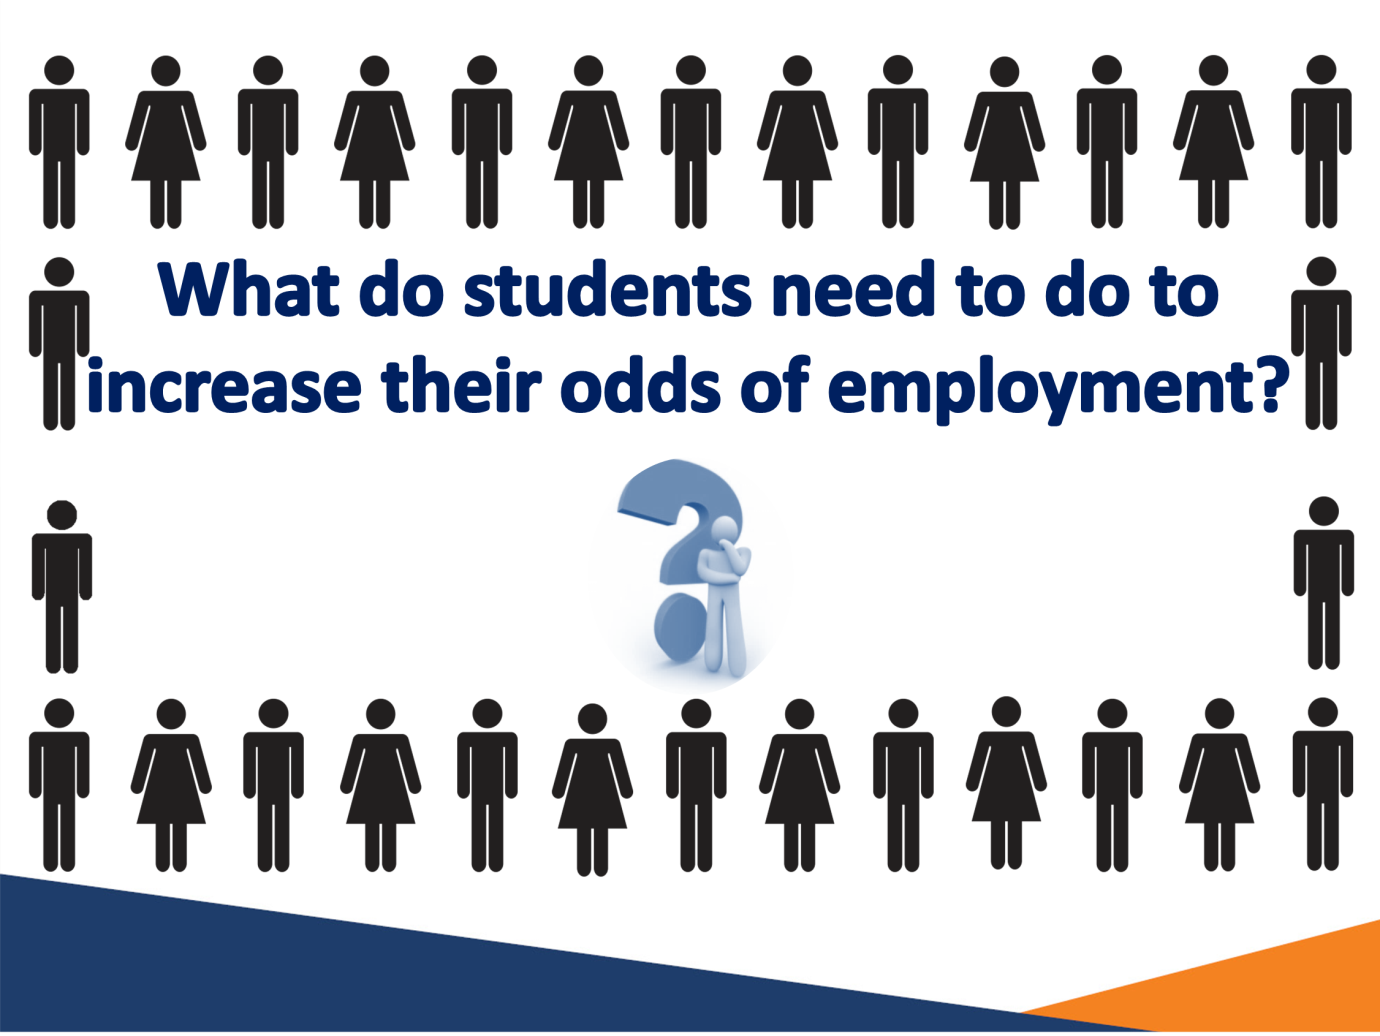 What do students need to do to
increase their odds of employment?